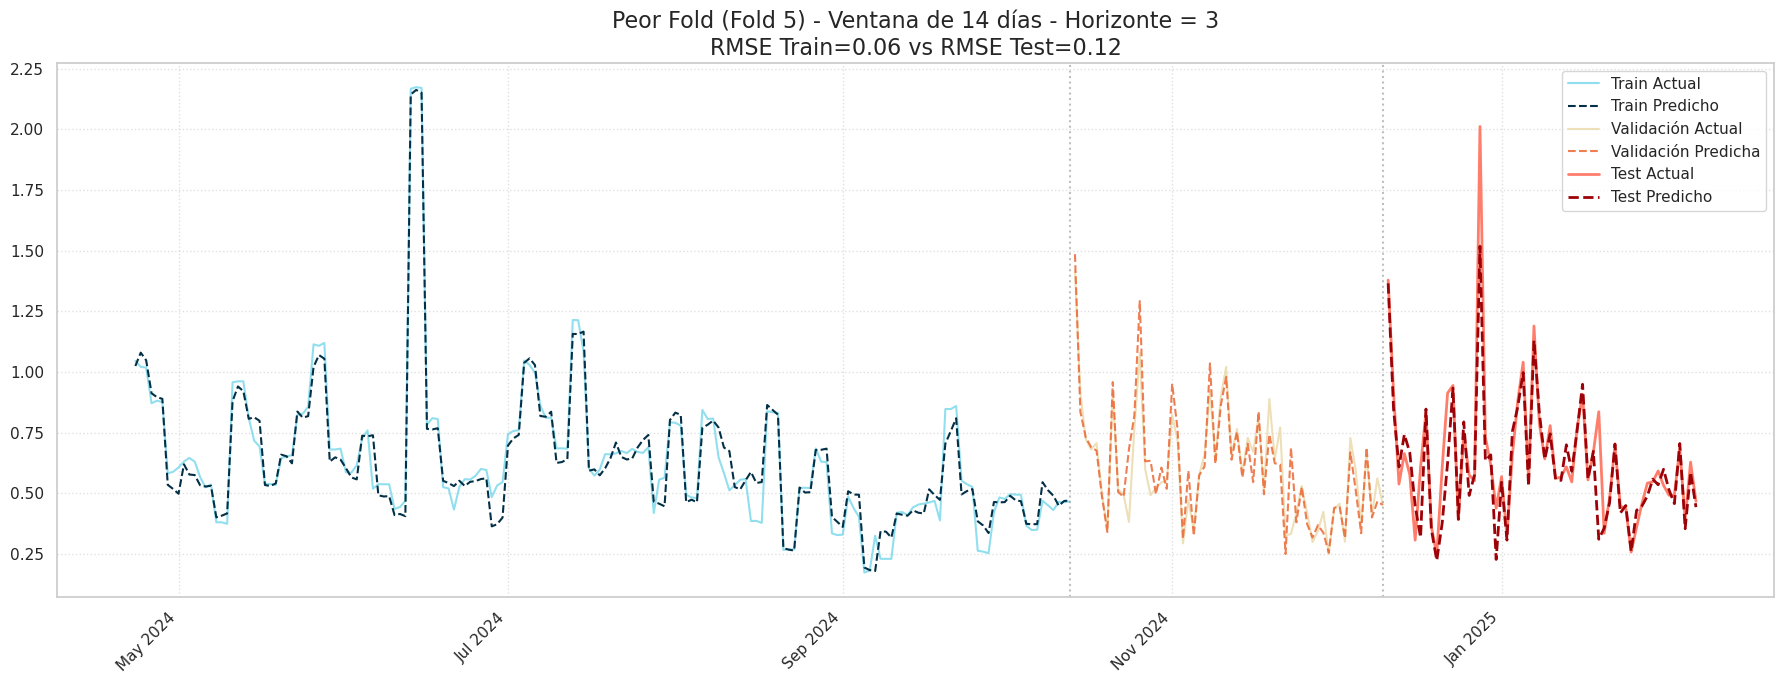 Peor Fold (Fold 5) - Ventana de 14 días - Horizonte = 3
RMSE Train=0.06 vs RMSE Test=0.12
2.25
2.00
1.75
1.50
1.25
1.00
0.75
0.50
0.25
Train Actual
Train Predicho
Validación Actual
Validación Predicha
Test Actual
Test Predicho
May 2024
Jul 2024
Sep 2024
Nov 2024
Jan 2025